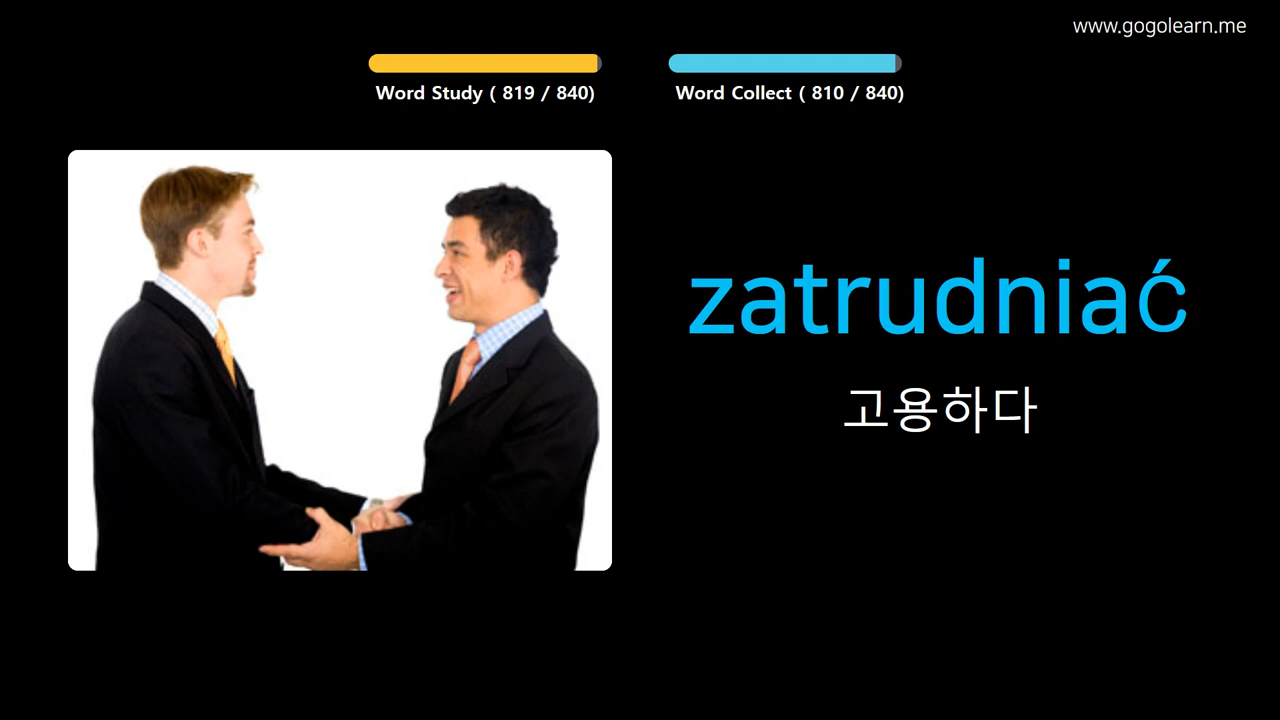 www.gogolearn.me
Word Study ( 819 / 840)
Word Collect ( 810 / 840)
zatrudniać
고용하다